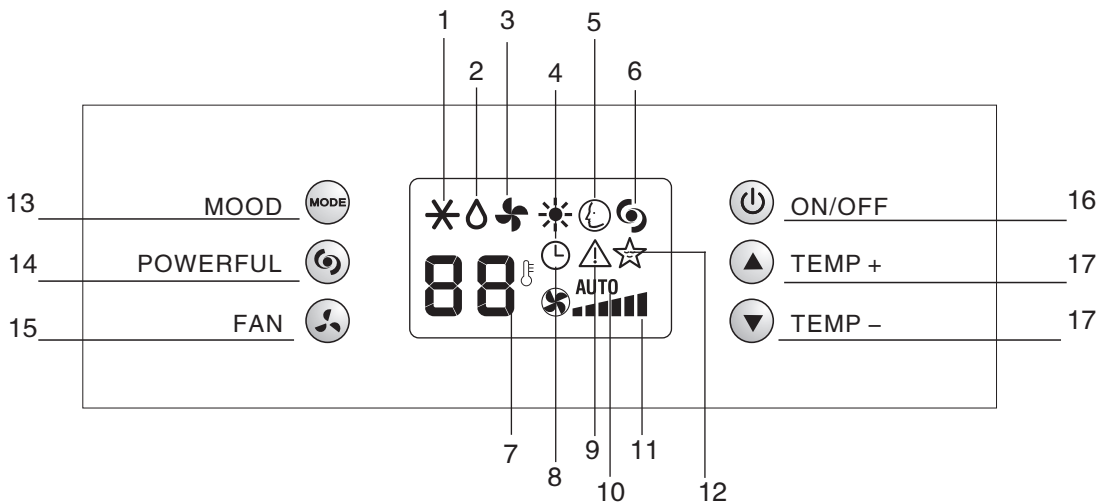 1 3 5
2 4 6
13 MOOD MODE ON/OFF 16
14 POWERFUL 88 TEMP + 17
AUTO
15 FAN TEMP – 17
7 9 11
8 10 12